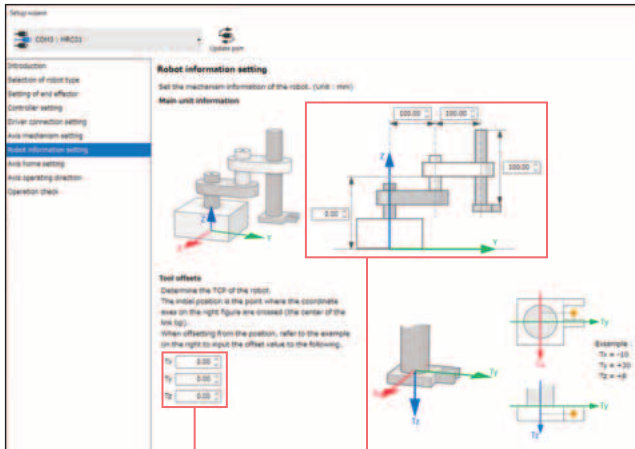 Setup wizard
COM3 : MRC01
Update port
Introduction
Selection of robot type
Setting of end effector
Controller setting
Driver connection setting
Axis mechanism setting
Robot information setting
Axis home setting
Axis operating direction
Operation check
Robot information setting
Set the mechanism information of the robot. (Unit : mm)
Main unit information
100.00
100.00
100.00
0.00
Z
Y
Z
Y
X
Tool offsets
Determine the TCP of the robot.
The initial position is the point where the coordinate
axes on the right figure are crossed (the center of the
link tip).
When offsetting from the position, refer to the example
on the right to input the offset value to the following.
Tx 0.00
Ty 0.00
Tz 0.00
Ty
Tz
Ty
Ty
Tz
Example :
Tx = -10
Ty = +30